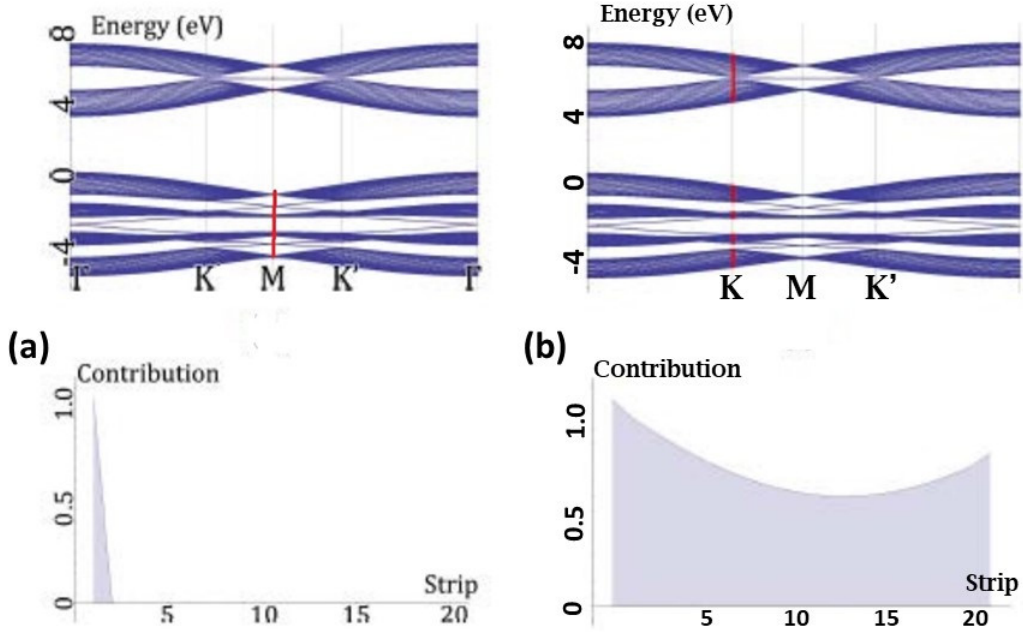 Energy (eV)
8
4
0
-4
Γ K M K' Γ
Energy (eV)
8
4
0
-4
K M K’
(a)
Contribution
1.0
0.5
0
5 10 15 20
Strip
(b)
Contribution
1.0
0.5
0
5 10 15 20
Strip